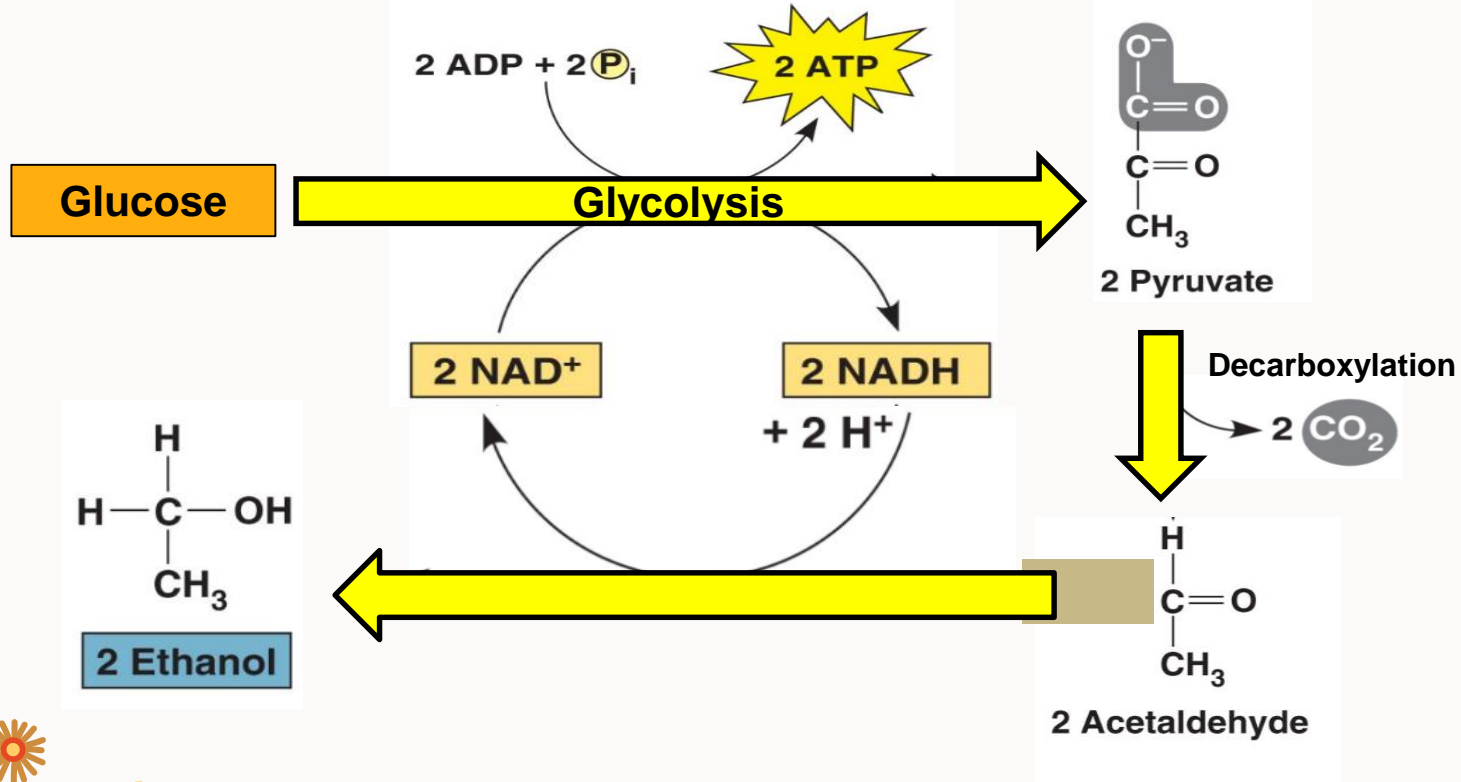 2 ADP + 2 Pᵢ
2 ATP
Glucose
Glycolysis
O⁻
C=O
C=O
CH₃
2 Pyruvate
2 NAD⁺
2 NADH
+ 2 H⁺
Decarboxylation
2 CO₂
H
H—C—OH
CH₃
2 Ethanol
H
C=O
CH₃
2 Acetaldehyde